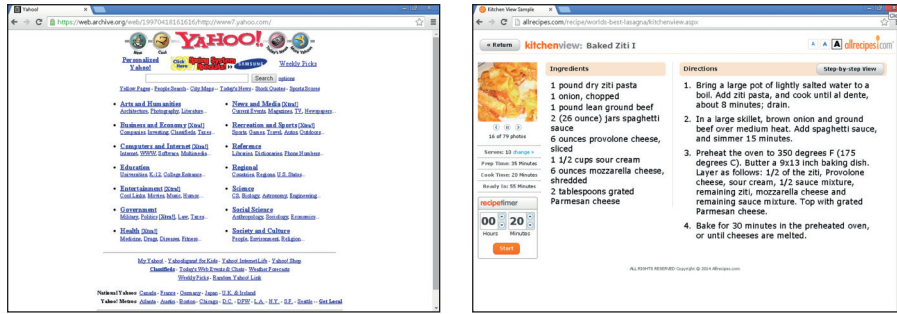 Yahoo!
https://web.archive.org/web/19970418161616/http://www7.yahoo.com/
YAHOO!
New Cool
Personalized Yahoo!
Click Here
SAMSUNG
Weekly Picks
Search options
Yellow Pages - People Search - City Maps -- Today's News - Stock Quotes - Sports Scores
Arts and Humanities
Architecture, Photography, Literature...
Business and Economy [Xtra!]
Companies, Investing, Classifieds, Taxes...
Computers and Internet [Xtra!]
Internet, WWW, Software, Multimedia...
Education
Universities, K-12, College Entrance...
Entertainment [Xtra!]
Cool Links, Movies, Music, Humor...
Government
Military, Politics [Xtra!], Law, Taxes...
Health [Xtra!]
Medicine, Drugs, Diseases, Fitness...
News and Media [Xtra!]
Current Events, Magazines, TV, Newspapers...
Recreation and Sports [Xtra!]
Sports, Games, Travel, Autos, Outdoors...
Reference
Libraries, Dictionaries, Phone Numbers...
Regional
Countries, Regions, U.S. States...
Science
CS, Biology, Astronomy, Engineering...
Social Science
Anthropology, Sociology, Economics...
Society and Culture
People, Environment, Religion...
My Yahoo! - Yahooligans! for Kids - Yahoo! Internet Life - Yahoo! Shop
Classifieds - Today's Web Events & Chats - Weather Forecasts
Weekly Picks - Random Yahoo! Link
National Yahoos Canada - France - Germany - Japan - U.K. & Ireland
Yahoo! Metros Atlanta - Austin - Boston - Chicago - D.C. - DFW - L.A. - N.Y. - S.F. - Seattle -- Get Local
Kitchen View Sample
allrecipes.com/recipe/worlds-best-lasagna/kitchenview.aspx
« Return
kitchenview: Baked Ziti I
A A A allrecipes.com
16 of 79 photos
Serves: 10 change »
Prep Time: 35 Minutes
Cook Time: 20 Minutes
Ready In: 55 Minutes
recipetimer
00 20
Hours Minutes
Start
Ingredients
1 pound dry ziti pasta
1 onion, chopped
1 pound lean ground beef
2 (26 ounce) jars spaghetti
sauce
6 ounces provolone cheese,
sliced
1 1/2 cups sour cream
6 ounces mozzarella cheese,
shredded
2 tablespoons grated
Parmesan cheese
Directions
Step-by-step View
1. Bring a large pot of lightly salted water to a
boil. Add ziti pasta, and cook until al dente,
about 8 minutes; drain.
2. In a large skillet, brown onion and ground
beef over medium heat. Add spaghetti sauce,
and simmer 15 minutes.
3. Preheat the oven to 350 degrees F (175
degrees C). Butter a 9x13 inch baking dish.
Layer as follows: 1/2 of the ziti, Provolone
cheese, sour cream, 1/2 sauce mixture,
remaining ziti, mozzarella cheese and
remaining sauce mixture. Top with grated
Parmesan cheese.
4. Bake for 30 minutes in the preheated oven,
or until cheeses are melted.
ALL RIGHTS RESERVED Copyright © 2014 Allrecipes.com